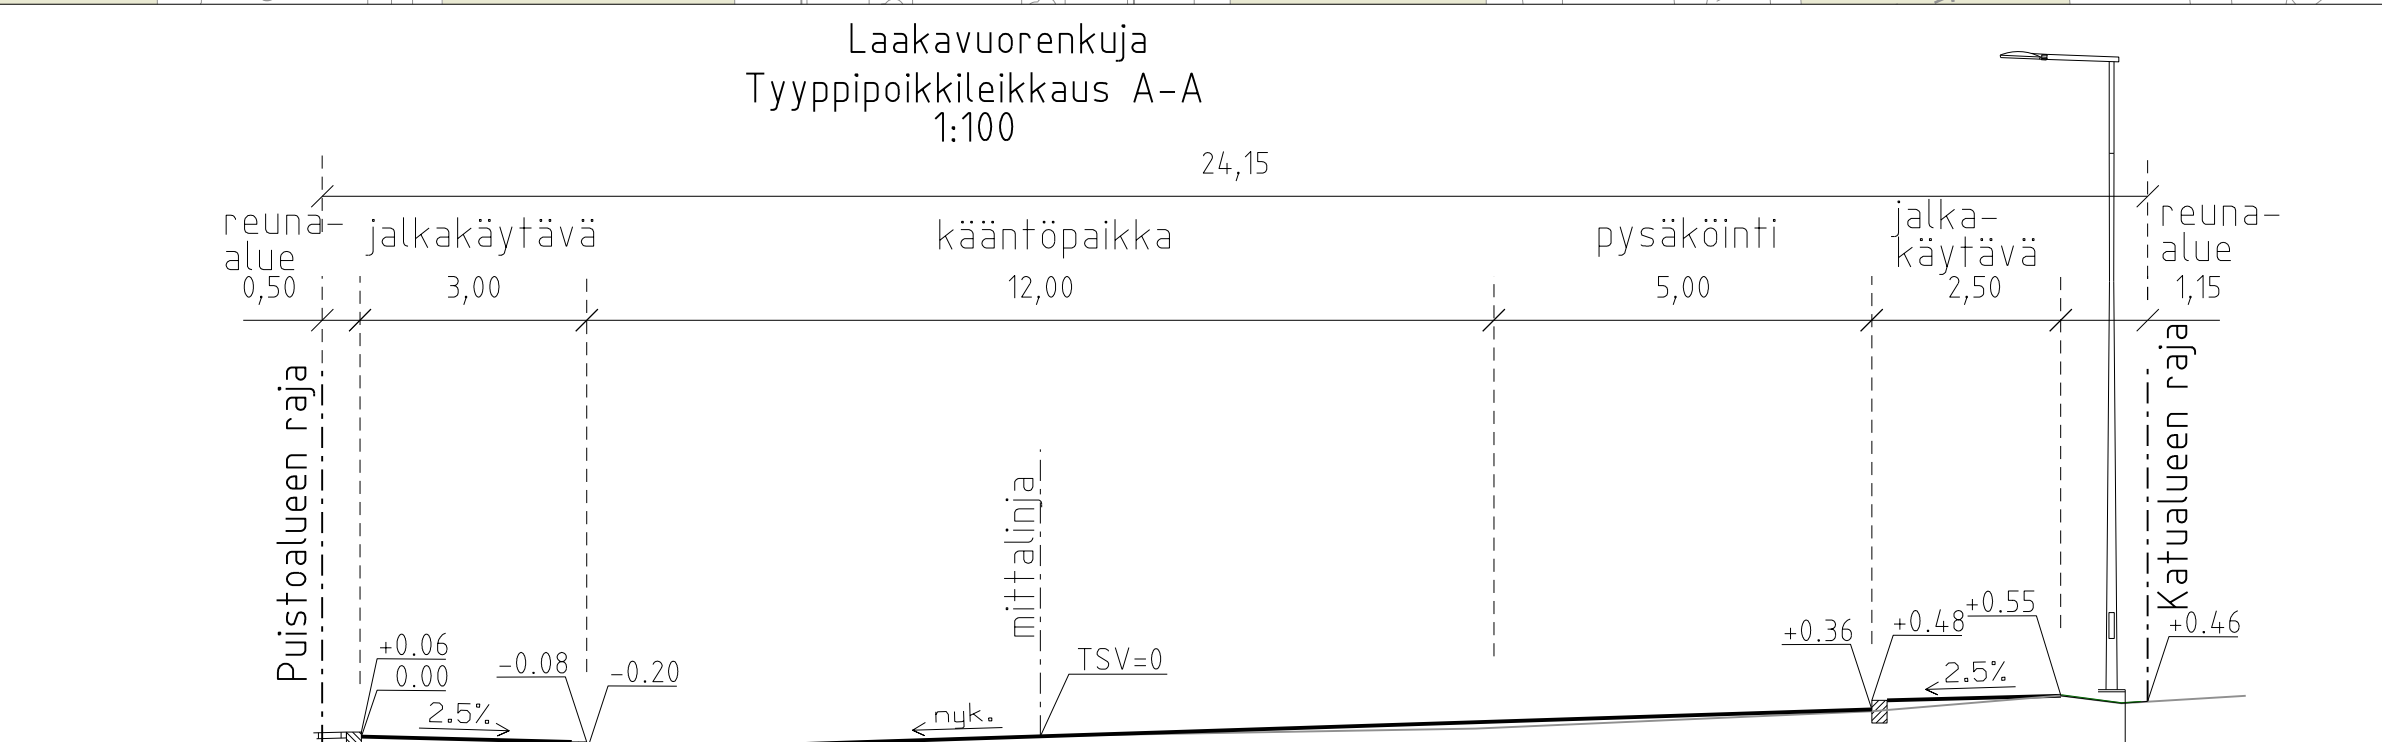 Laakavuorenkuja
Tyyppipoikkileikkaus A-A
1:100
24,15
reuna-
alue
0,50
jalkakäytävä
3,00
kääntöpaikka
12,00
pysäköinti
5,00
jalka-
käytävä
2,50
reuna-
alue
1,15
Puistoalueen raja
mittalinja
Katualueen raja
+0.06
0.00
2.5%
-0.08
-0.20
nyk.
TSV=0
+0.36
+0.48
+0.55
2.5%
+0.46